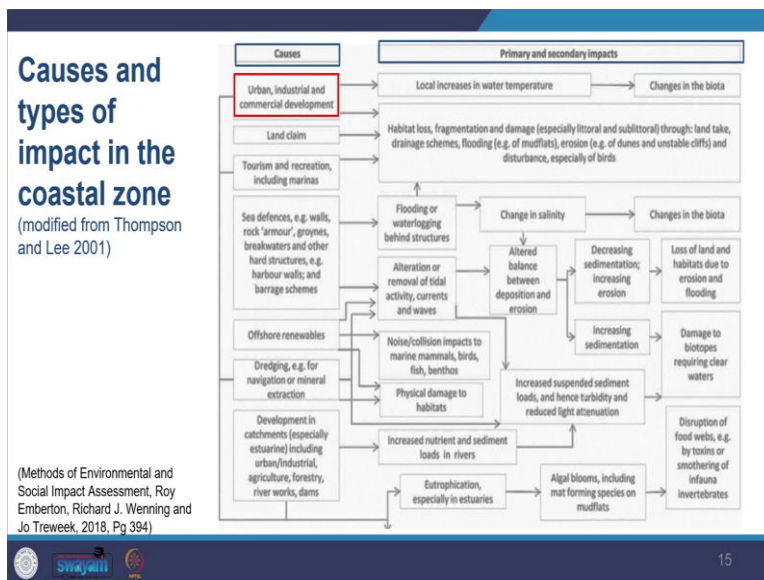 Causes and
types of
impact in the
coastal zone
(modified from Thompson
and Lee 2001)
(Methods of Environmental and
Social Impact Assessment, Roy
Emberton, Richard J. Wenning and
Jo Treweek, 2018, Pg 394)
Causes
Primary and secondary impacts
Urban, industrial and
commercial development
Local increases in water temperature
Changes in the biota
Land claim
Habitat loss, fragmentation and damage (especially littoral and sublittoral) through: land take,
drainage schemes, flooding (e.g. of mudflats), erosion (e.g. of dunes and unstable cliffs) and
disturbance, especially of birds
Tourism and recreation,
including marinas
Sea defences, e.g. walls,
rock 'armour', groynes,
breakwaters and other
hard structures, e.g.
harbour walls; and
barrage schemes
Flooding or
waterlogging
behind structures
Change in salinity
Changes in the biota
Alteration or
removal of tidal
activity, currents
and waves
Altered
balance
between
deposition and
erosion
Decreasing
sedimentation;
increasing
erosion
Loss of land and
habitats due to
erosion and
flooding
Increasing
sedimentation
Damage to
biotopes
requiring clear
waters
Offshore renewables
Noise/collision impacts to
marine mammals, birds,
fish, benthos
Dredging, e.g. for
navigation or mineral
extraction
Physical damage to
habitats
Increased suspended sediment
loads, and hence turbidity and
reduced light attenuation
Development in
catchments (especially
estuarine) including
urban/industrial,
agriculture, forestry,
river works, dams
Increased nutrient and sediment
loads in rivers
Disruption of
food webs, e.g.
by toxins or
smothering of
infauna
invertebrates
Eutrophication,
especially in estuaries
Algal blooms, including
mat forming species on
mudflats
swayam
15